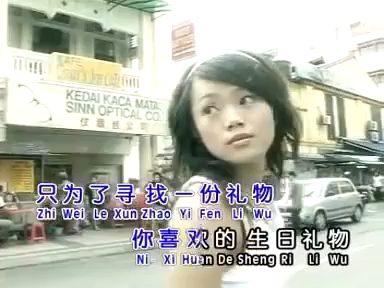 CAFE
KEDAI KACA MATA
SINN OPTICAL CO.
只为了寻找一份礼物
Zhi Wei Le Xun Zhao Yi Fen Li Wu
你喜欢的生日礼物
Ni Xi Huan De Sheng Ri Li Wu